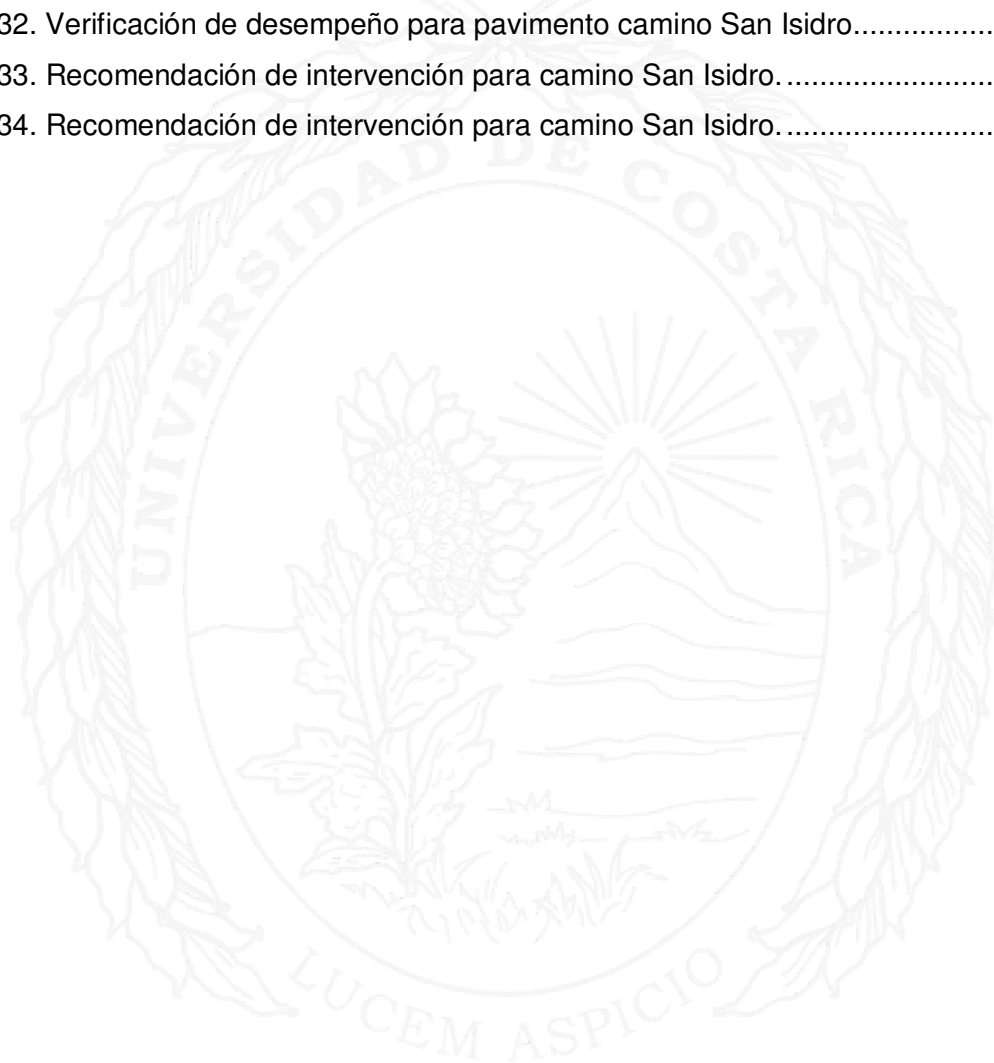 32. Verificación de desempeño para pavimento camino San Isidro.................
33. Recomendación de intervención para camino San Isidro. .........................
34. Recomendación de intervención para camino San Isidro. .........................
UNIVERSIDAD DE COSTA RICA
LUCEM ASPICIO